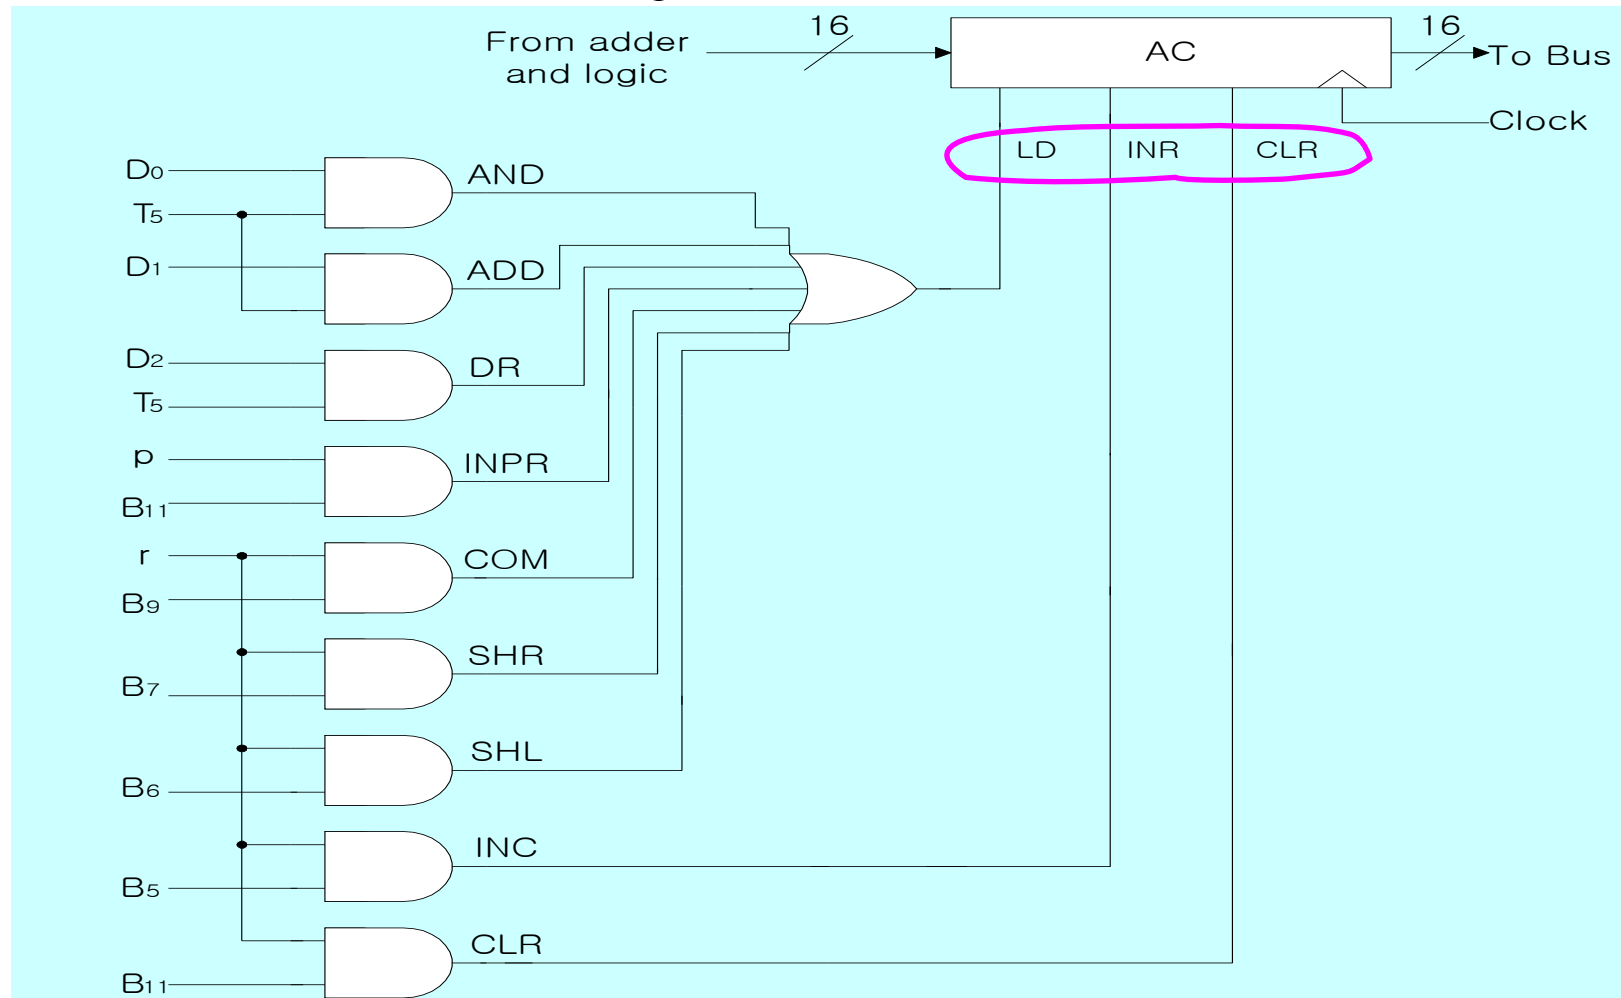 16
16
From adder
and logic
AC
To Bus
Clock
LD INR CLR
D0
AND
T5
D1
ADD
D2
DR
T5
p
INPR
B11
r
COM
B9
SHR
B7
SHL
B6
INC
B5
CLR
B11